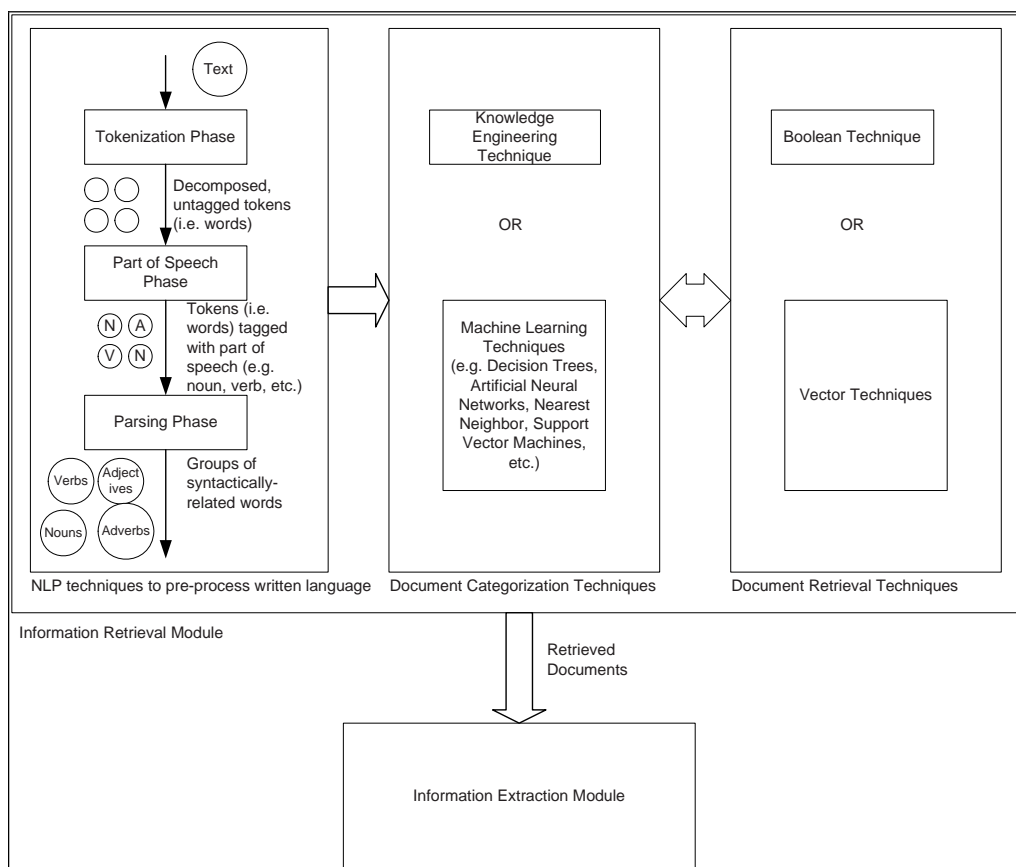 Text
Tokenization Phase
Decomposed,
untagged tokens
(i.e. words)
Part of Speech
Phase
N
A
V
N
Tokens (i.e.
words) tagged
with part of
speech (e.g.
noun, verb, etc.)
Parsing Phase
Verbs
Adject
ives
Nouns
Adverbs
Groups of
syntactically-
related words
NLP techniques to pre-process written language
Knowledge
Engineering
Technique
OR
Machine Learning
Techniques
(e.g. Decision Trees,
Artificial Neural
Networks, Nearest
Neighbor, Support
Vector Machines,
etc.)
Document Categorization Techniques
Boolean Technique
OR
Vector Techniques
Document Retrieval Techniques
Information Retrieval Module
Retrieved
Documents
Information Extraction Module